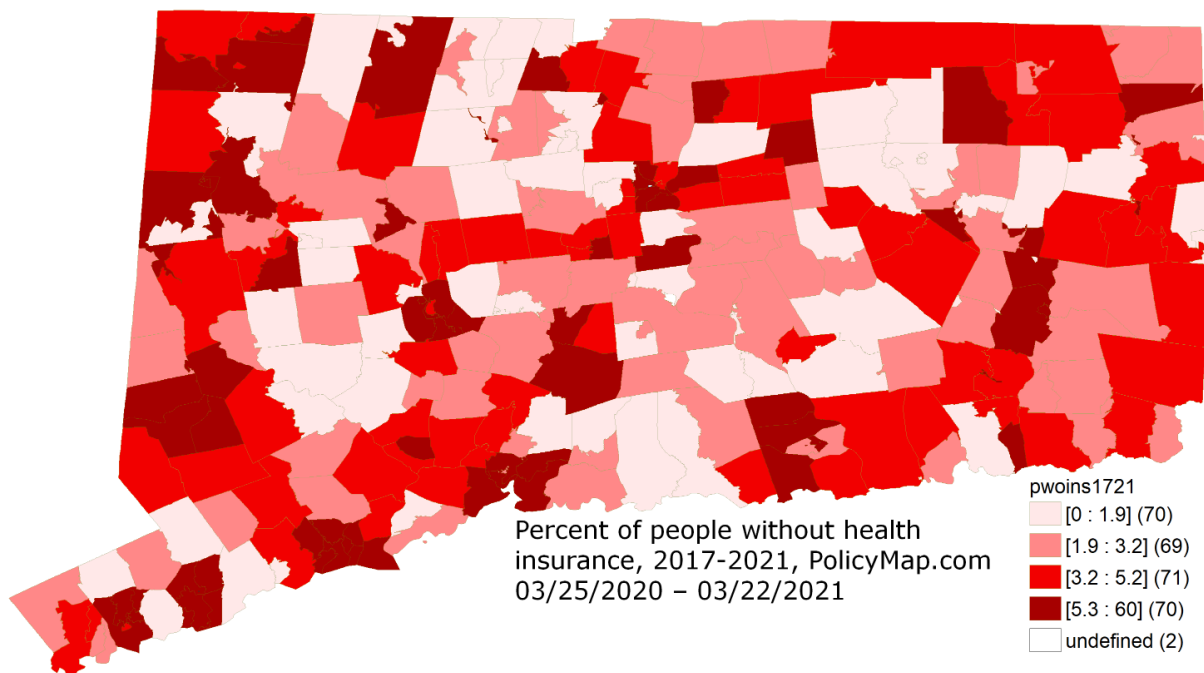 Percent of people without health
insurance, 2017-2021, PolicyMap.com
03/25/2020 – 03/22/2021
pwoins1721
[0 : 1.9] (70)
[1.9 : 3.2] (69)
[3.2 : 5.2] (71)
[5.3 : 60] (70)
undefined (2)